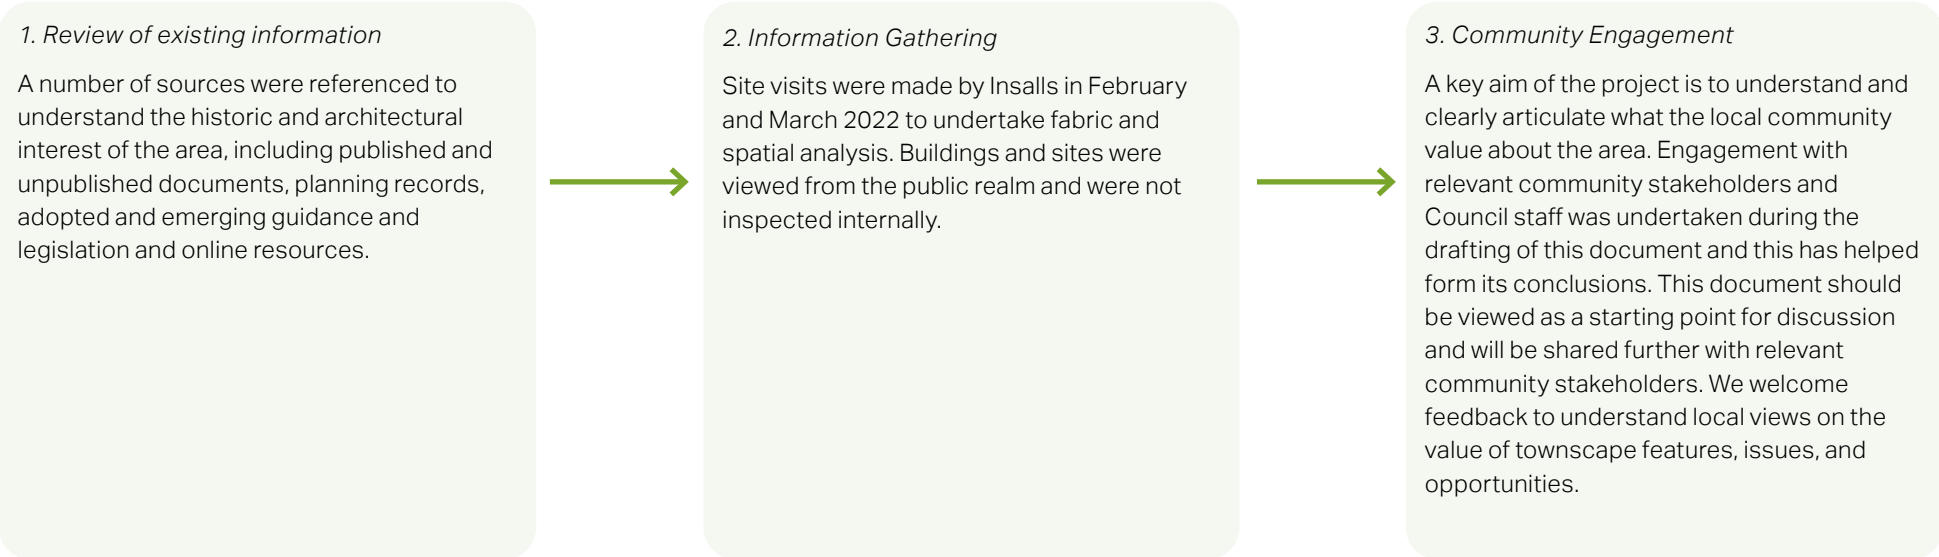 1. Review of existing information
A number of sources were referenced to
understand the historic and architectural
interest of the area, including published and
unpublished documents, planning records,
adopted and emerging guidance and
legislation and online resources.
2. Information Gathering
Site visits were made by Insalls in February
and March 2022 to undertake fabric and
spatial analysis. Buildings and sites were
viewed from the public realm and were not
inspected internally.
3. Community Engagement
A key aim of the project is to understand and
clearly articulate what the local community
value about the area. Engagement with
relevant community stakeholders and
Council staff was undertaken during the
drafting of this document and this has helped
form its conclusions. This document should
be viewed as a starting point for discussion
and will be shared further with relevant
community stakeholders. We welcome
feedback to understand local views on the
value of townscape features, issues, and
opportunities.